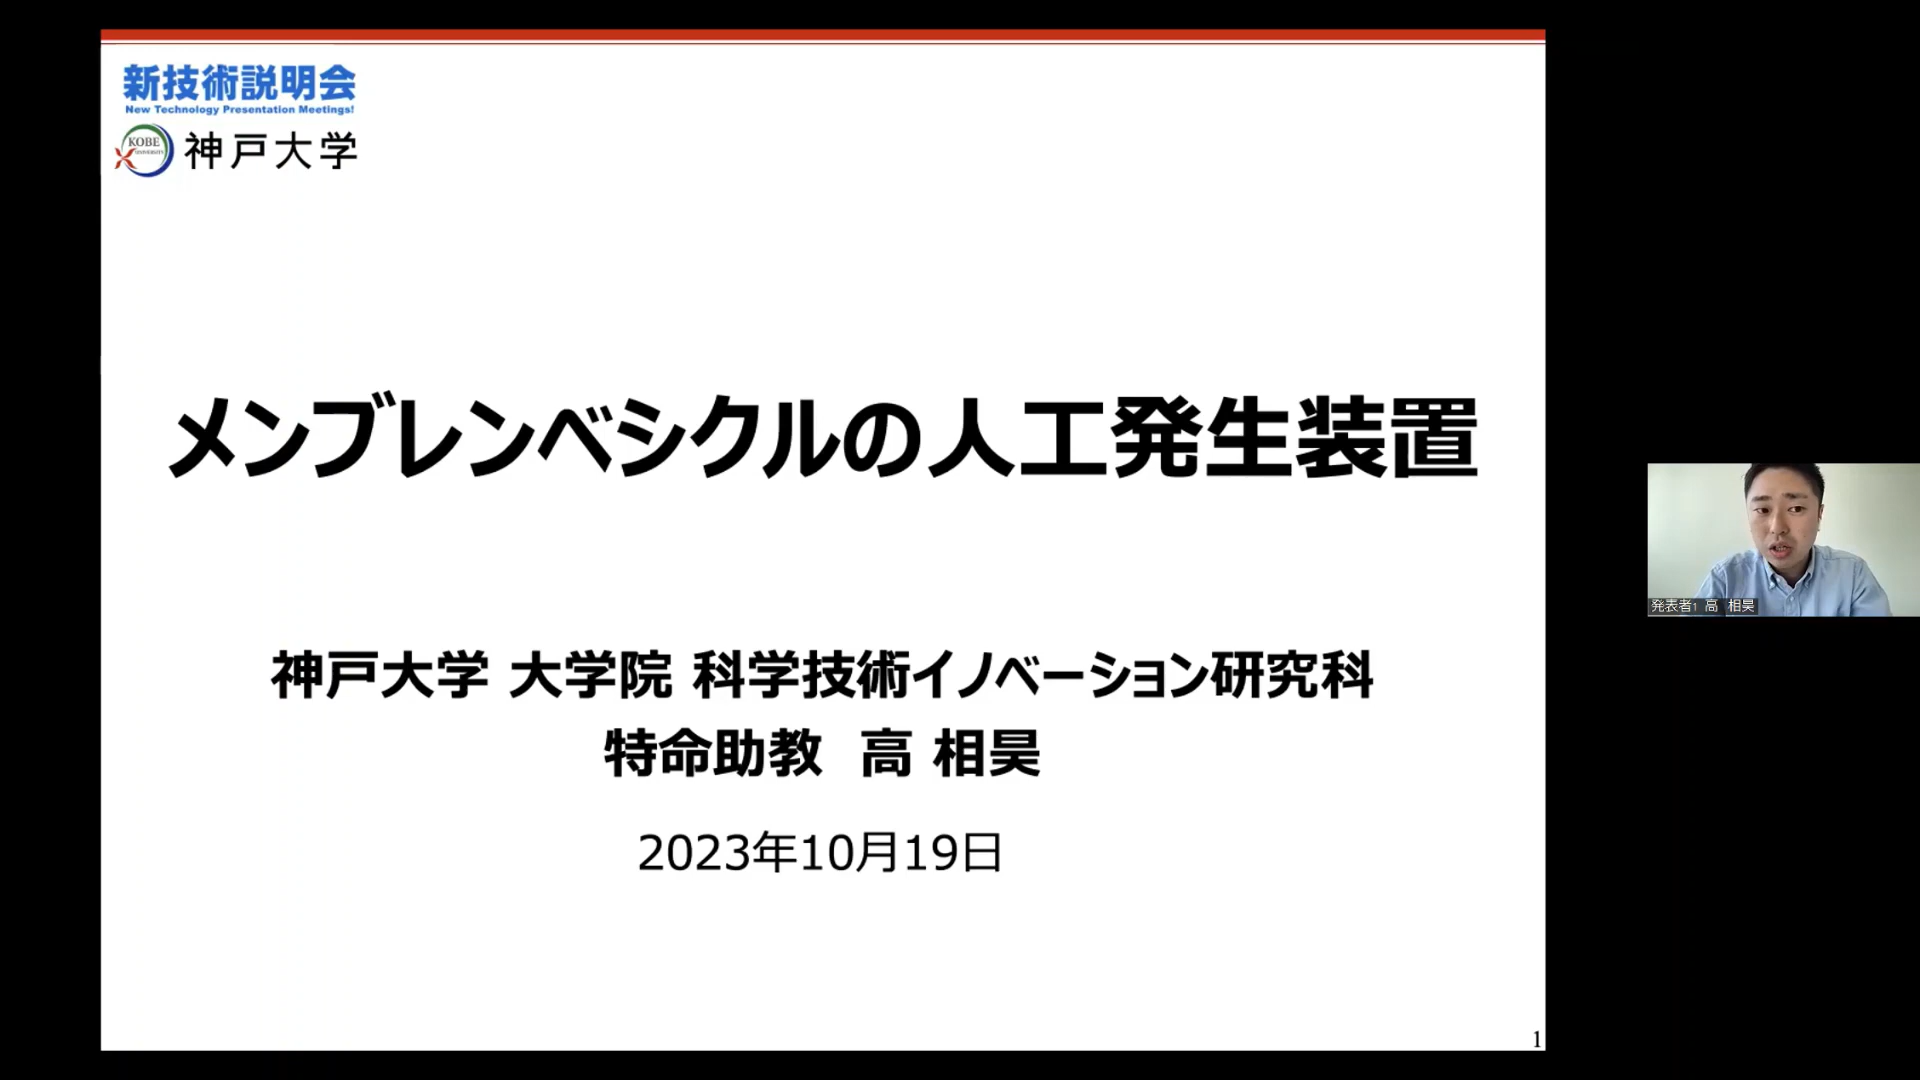 新技術説明会
New Technology Presentation Meetings!
KOBE
UNIVERSITY
神戸大学
メンブレンベシクルの人工発生装置
神戸大学 大学院 科学技術イノベーション研究科
特命助教 高 相昊
2023年10月19日
1
発表者1 高 相昊